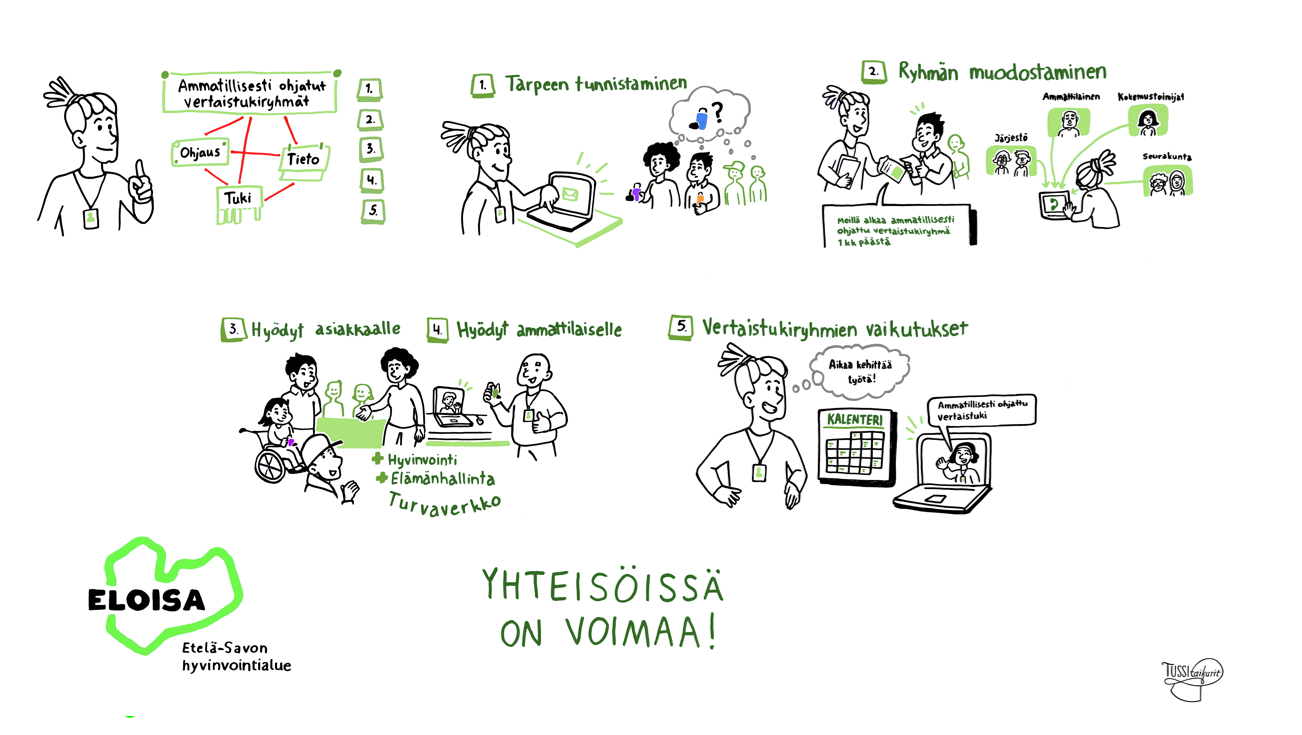 Ammatillisesti ohjatut
vertaistukiryhmät
Ohjaus
Tieto
Tuki
1.
2.
3.
4.
5.
1. Tarpeen tunnistaminen
?
2. Ryhmän muodostaminen
Ammattilainen
Kokemustoimijat
Järjestö
Seurakunta
?
Meillä alkaa ammatillisesti
ohjattu vertaistukiryhmä
1 kk päästä
3. Hyödyt asiakkaalle
+ Hyvinvointi
+ Elämänhallinta
Turvaverkko
4. Hyödyt ammattilaiselle
5. Vertaistukiryhmien vaikutukset
Aikaa kehittää
työtä!
KALENTERI
Ammatillisesti ohjattu
vertaistuki
ELOISA
Etelä-Savon
hyvinvointialue
YHTEISÖISSÄ
ON VOIMAA!
TUSSItaikurit